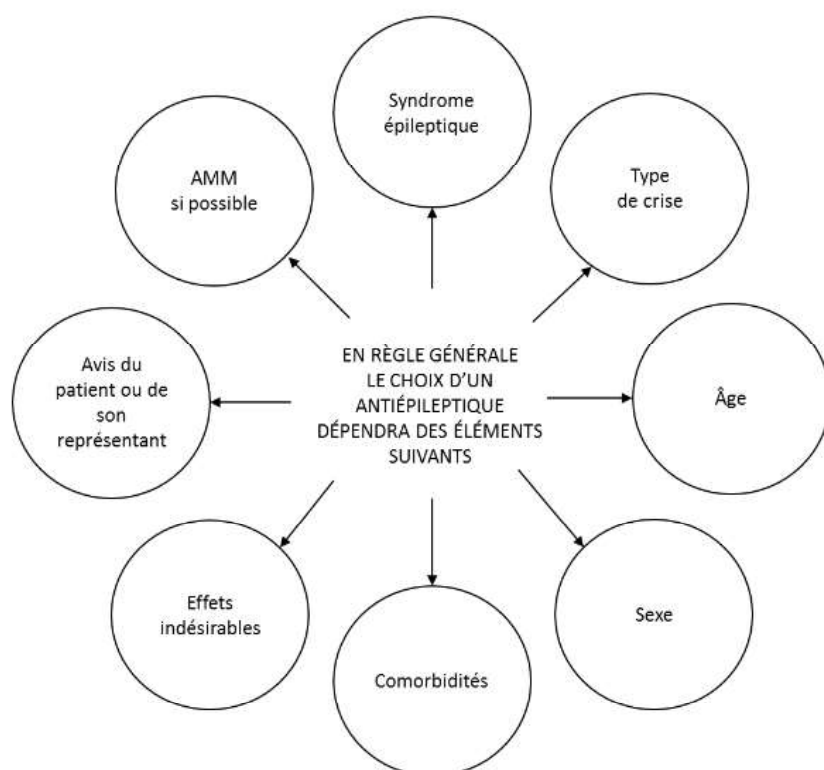 Syndrome
épileptique
Type
de crise
Âge
Sexe
Comorbidités
Effets
indésirables
Avis du
patient ou de
son
représentant
AMM
si possible
EN RÈGLE GÉNÉRALE
LE CHOIX D'UN
ANTIÉPILEPTIQUE
DÉPENDRA DES ÉLÉMENTS
SUIVANTS